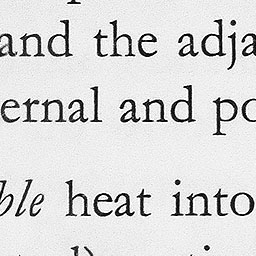 and the adja
ernal and po
ble heat into